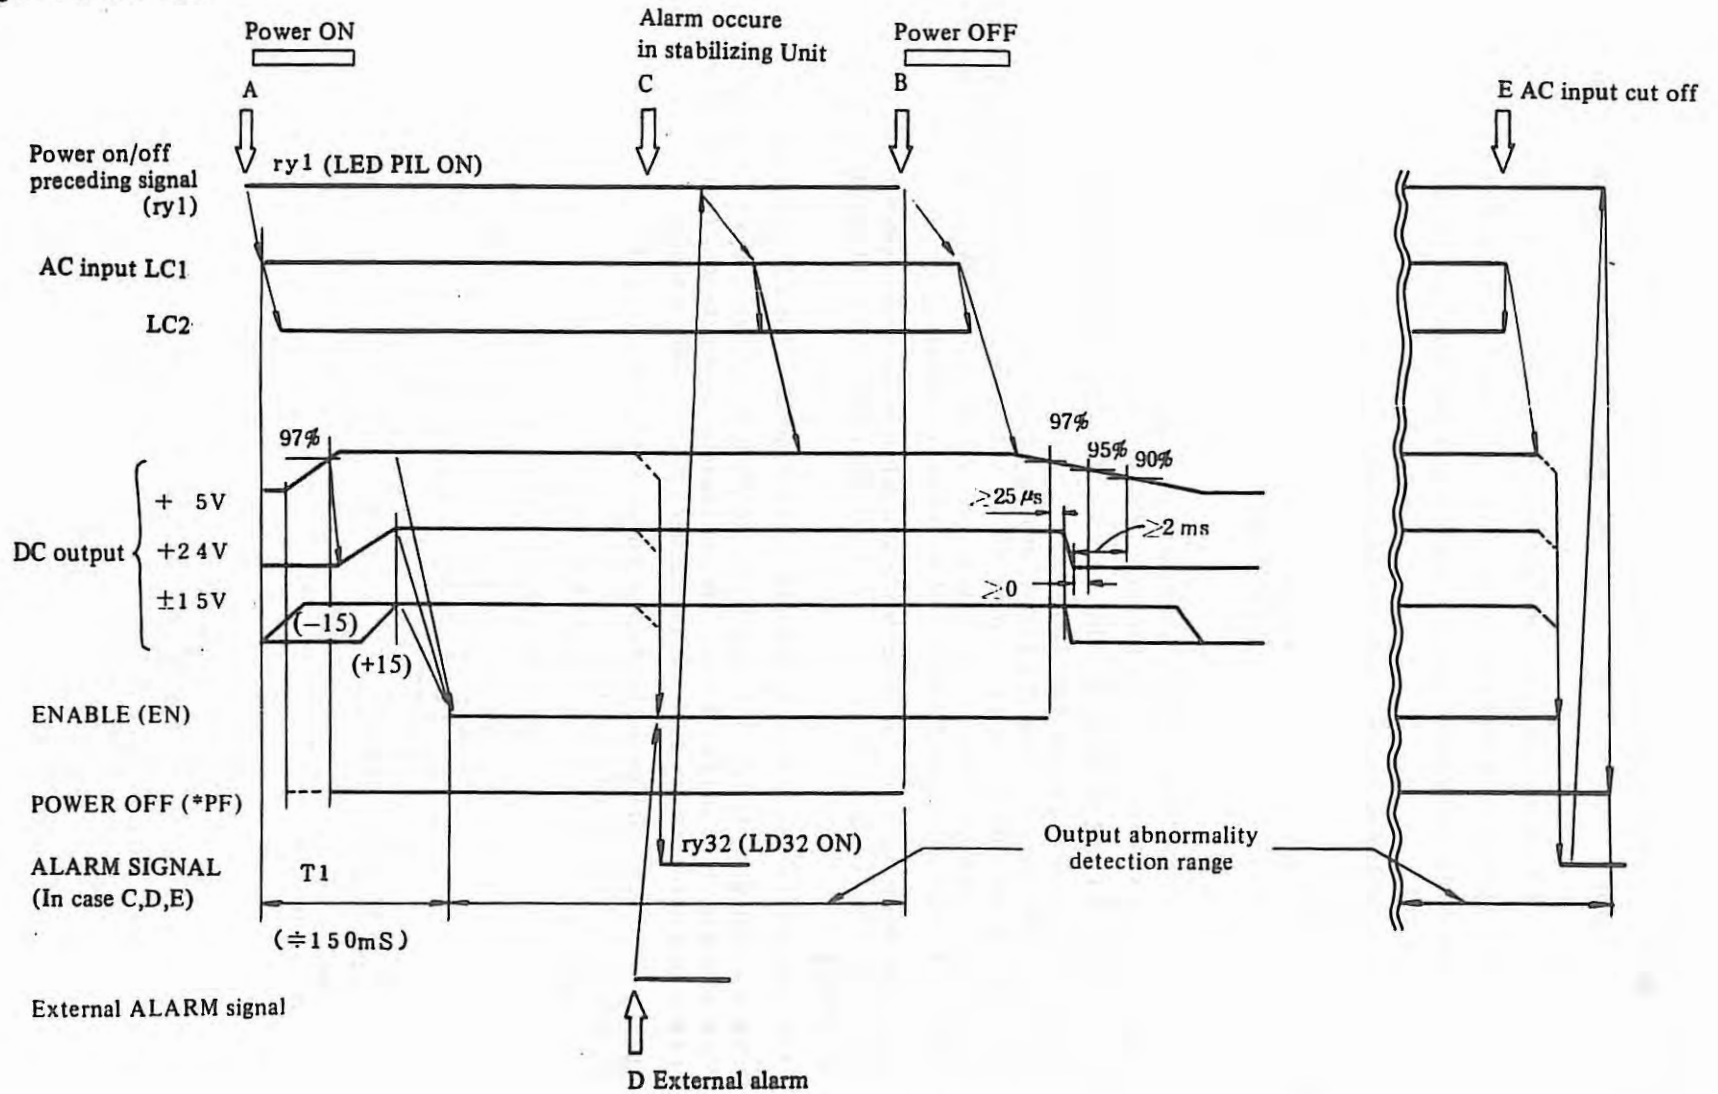 Power ON
Alarm occure
in stabilizing Unit
Power OFF
A
C
B
E AC input cut off
Power on/off
preceding signal
(ry1)
ry1 (LED PIL ON)
AC input LC1
LC2
97%
97%
95%
90%
+ 5V
≥25 μs
DC output
+24V
≥2 ms
±15V
≥0
(−15)
(+15)
ENABLE (EN)
POWER OFF (*PF)
ry32 (LD32 ON)
Output abnormality
detection range
ALARM SIGNAL
(In case C,D,E)
T1
(≑150mS)
External ALARM signal
D External alarm